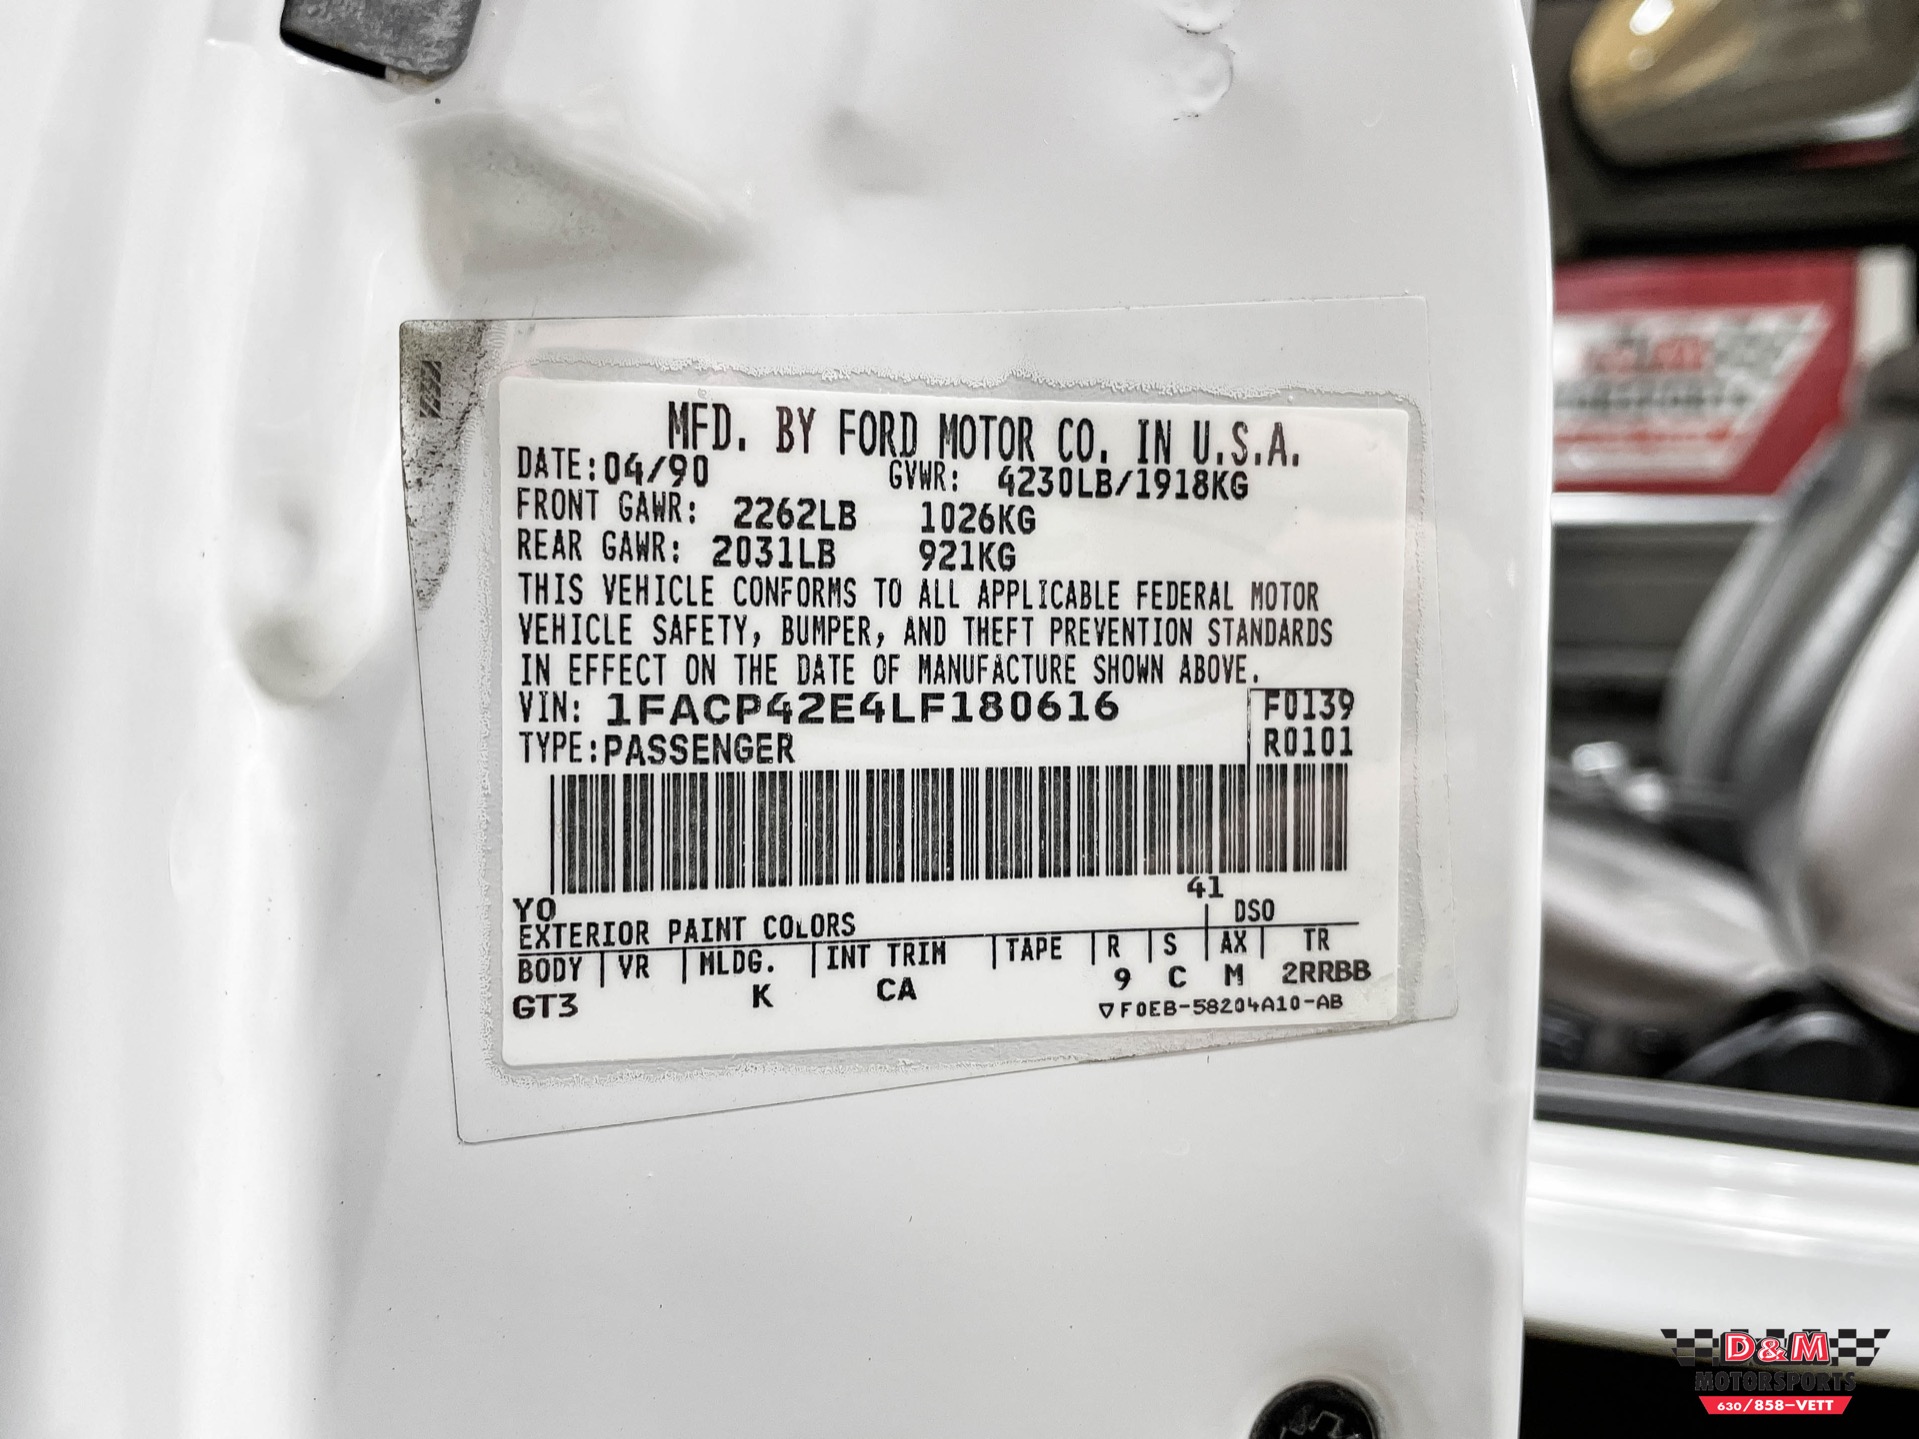 MFD. BY FORD MOTOR CO. IN U.S.A.
DATE: 04/90 GVWR: 4230LB/1918KG
FRONT GAWR: 2262LB 1026KG
REAR GAWR: 2031LB 921KG
THIS VEHICLE CONFORMS TO ALL APPLICABLE FEDERAL MOTOR
VEHICLE SAFETY, BUMPER, AND THEFT PREVENTION STANDARDS
IN EFFECT ON THE DATE OF MANUFACTURE SHOWN ABOVE.
VIN: 1FACP42E4LF180616 F0139
TYPE: PASSENGER R0101
41
YO
EXTERIOR PAINT COLORS DSO
BODY VR MLDG. INT TRIM TAPE R S AX TR
GT3 K CA 9 C M 2RRBB
▽F0EB-58204A10-AB
D&M
MOTORSPORTS
630/858-VETT